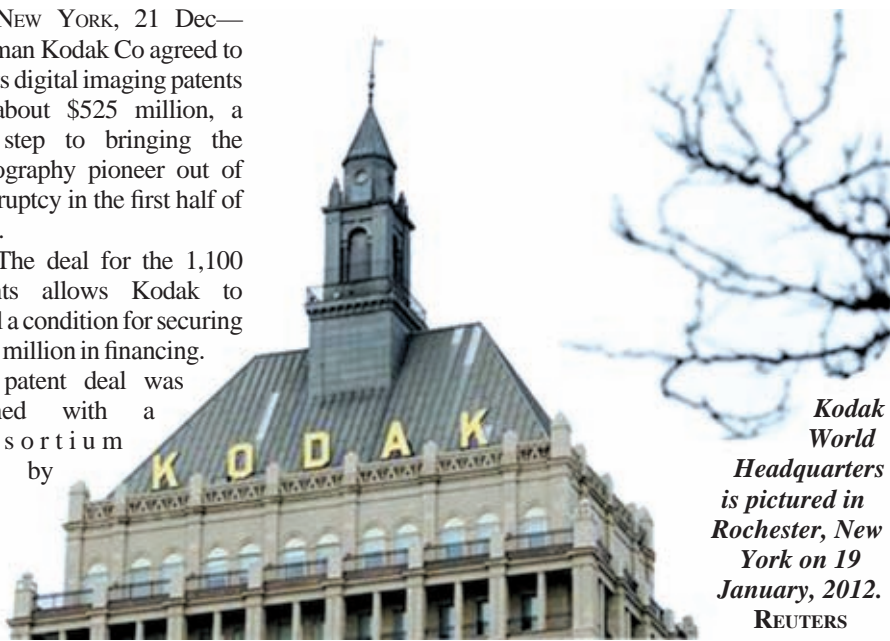 NEW YORK, 21 Dec—
man Kodak Co agreed to
s digital imaging patents
about $525 million, a
step to bringing the
ography pioneer out of
ruptcy in the first half of
.
The deal for the 1,100
nts allows Kodak to
l a condition for securing
million in financing.
patent deal was
ned with a
sortium
by
KODAK
Kodak
World
Headquarters
is pictured in
Rochester, New
York on 19
January, 2012.
REUTERS